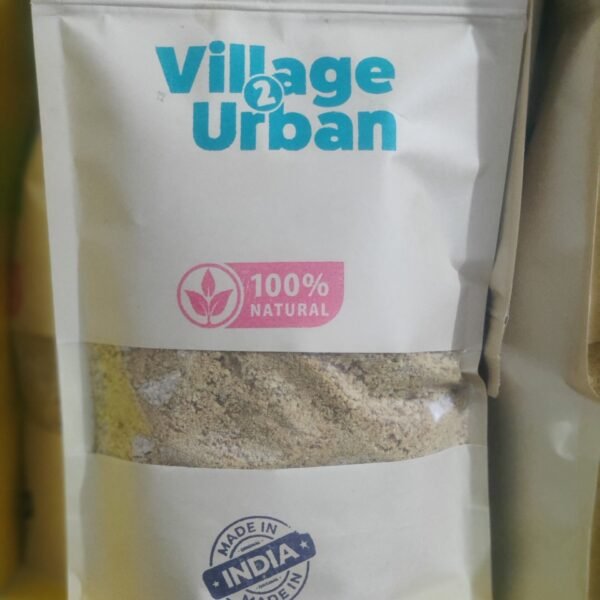 Village
2
Urban
100%
NATURAL
MADE IN
INDIA
MADE IN